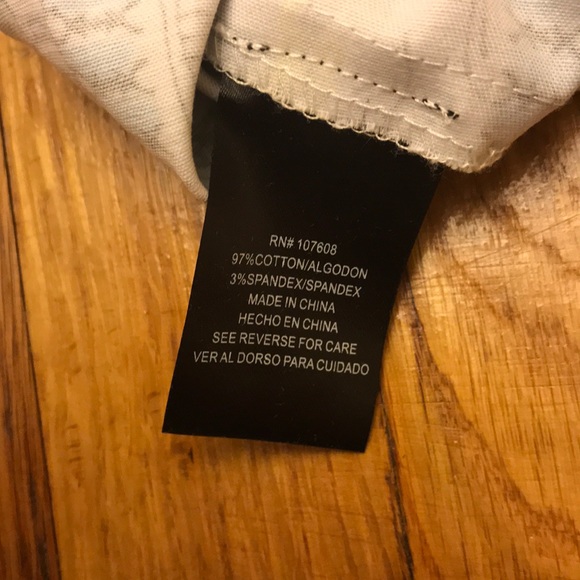 RN# 107608
97%COTTON/ALGODON
3%SPANDEX/SPANDEX
MADE IN CHINA
HECHO EN CHINA
SEE REVERSE FOR CARE
VER AL DORSO PARA CUIDADO